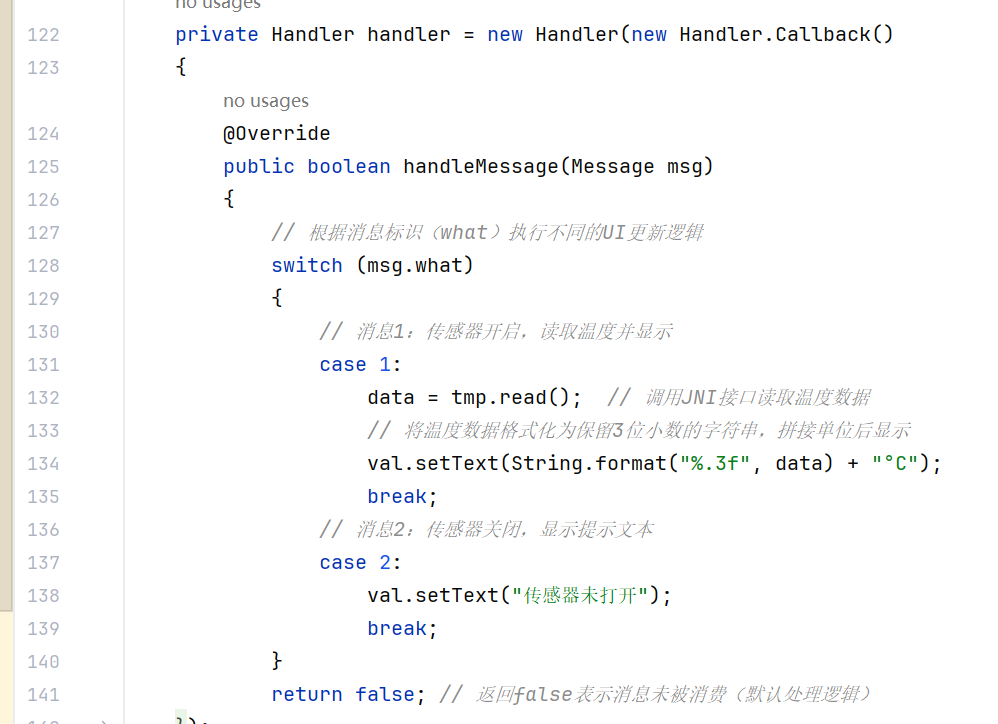 no usages
122 private Handler handler = new Handler(new Handler.Callback()
123 {
no usages
124 @Override
125 public boolean handleMessage(Message msg)
126 {
127 // 根据消息标识（what）执行不同的UI更新逻辑
128 switch (msg.what)
129 {
130 // 消息1：传感器开启，读取温度并显示
131 case 1:
132 data = tmp.read(); // 调用JNI接口读取温度数据
133 // 将温度数据格式化为保留3位小数的字符串，拼接单位后显示
134 val.setText(String.format("%.3f", data) + "°C");
135 break;
136 // 消息2：传感器关闭，显示提示文本
137 case 2:
138 val.setText("传感器未打开");
139 break;
140 }
141 return false; // 返回false表示消息未被消费（默认处理逻辑）
});